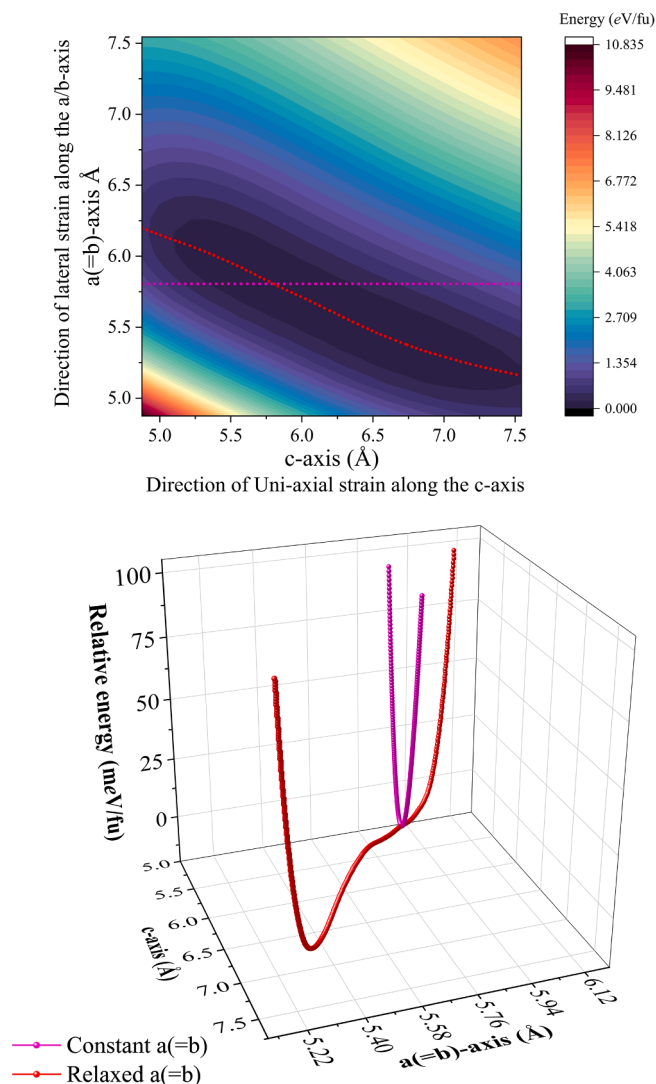 Energy (eV/fu)
10.835
9.481
8.126
6.772
5.418
4.063
2.709
1.354
0.000
Direction of lateral strain along the a/b-axis
a(=b)-axis Å
7.5
7.0
6.5
6.0
5.5
5.0
5.0 5.5 6.0 6.5 7.0 7.5
c-axis (Å)
Direction of Uni-axial strain along the c-axis
Relative energy (meV/fu)
100
75
50
25
0
5.0
5.5
6.0
6.5
7.0
7.5
c-axis (Å)
5.22 5.40 5.58 5.76 5.94 6.12
a(=b)-axis (Å)
Constant a(=b)
Relaxed a(=b)